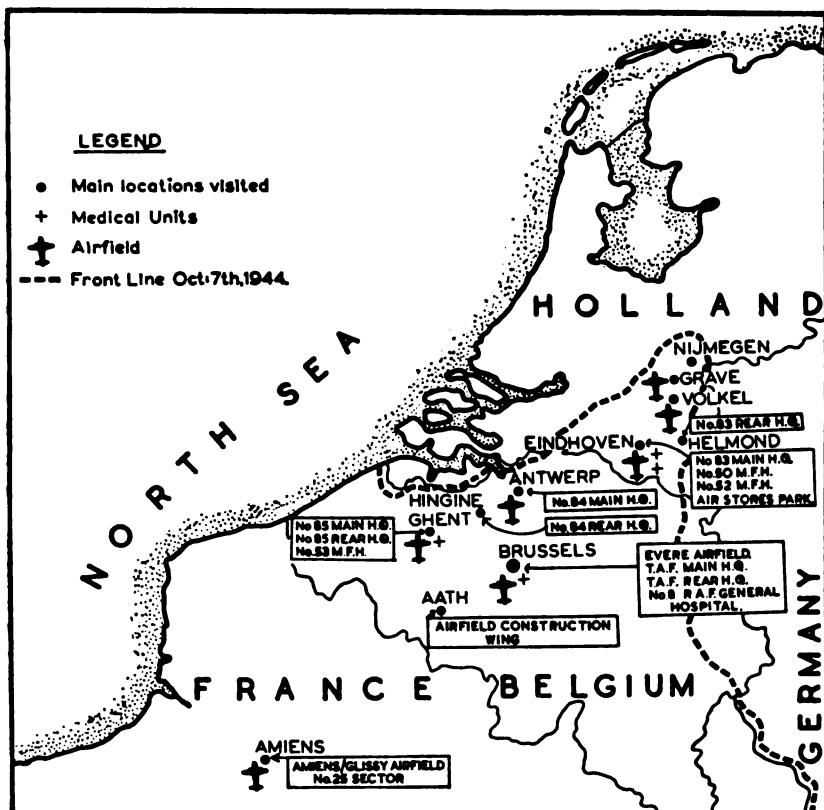 LEGEND
Main locations visited
Medical Units
Airfield
Front Line Oct:7th,1944.
NORTH SEA
HOLLAND
NIJMEGEN
GRAVE
VOLKEL
No.83 REAR H.Q.
EINDHOVEN
HELMOND
No 83 MAIN H.Q.
No.50 M.F.H.
No.52 M.F.H.
AIR STORES PARK.
ANTWERP
No.84 MAIN H.Q.
HINGINE
No.84 REAR H.Q.
GHENT
No 85 MAIN H.Q.
No 85 REAR H.Q.
No.53 M.F.H.
BRUSSELS
EVERE AIRFIELD.
T.A.F. MAIN H.Q.
T.A.F. REAR H.Q.
No 8 R.A.F. GENERAL
HOSPITAL.
AATH
AIRFIELD CONSTRUCTION
WING
FRANCE
BELGIUM
GERMANY
AMIENS
AMIENS/GLISSY AIRFIELD
No.25 SECTOR